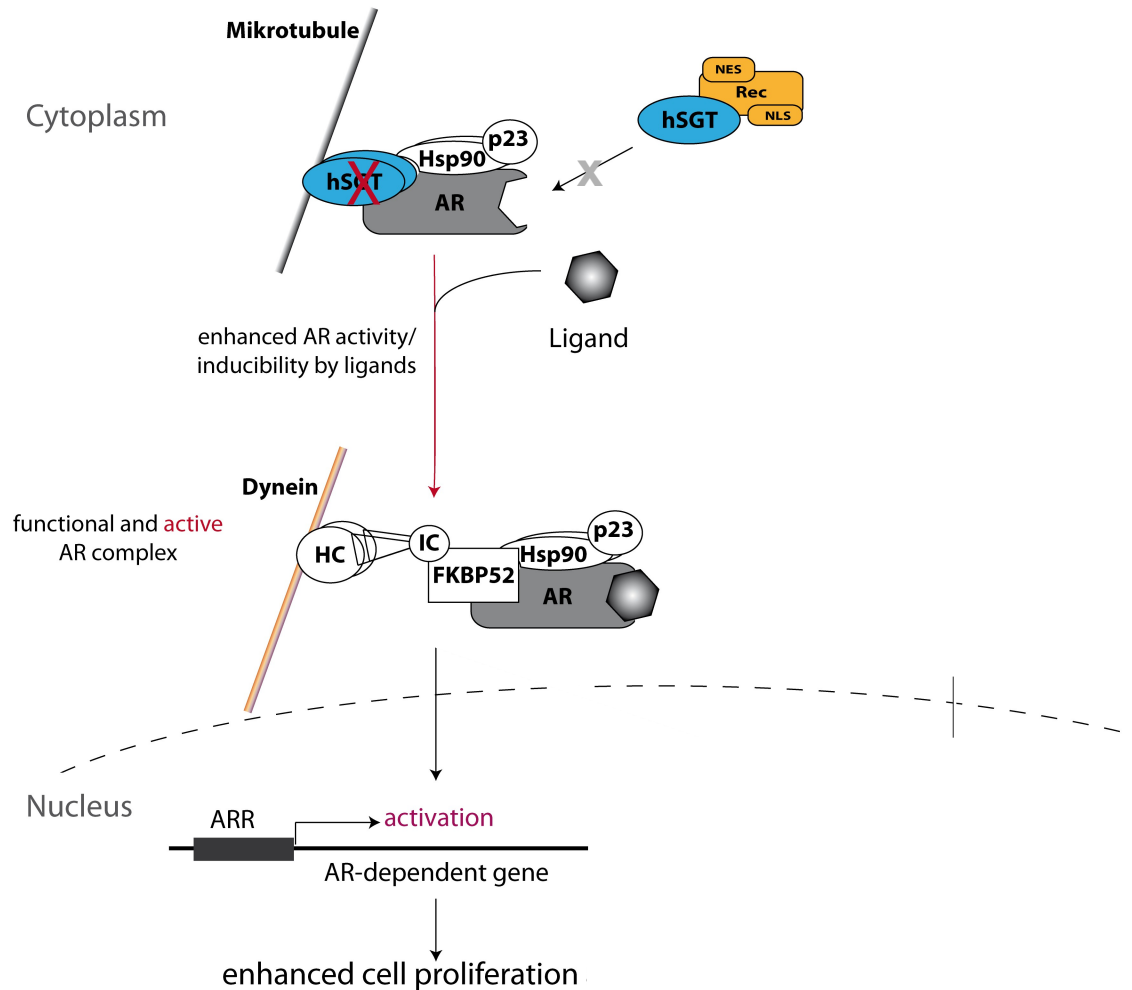 Mikrotubule
Cytoplasm
NES
Rec
NLS
hSGT
p23
Hsp90
hSGT
AR
X
enhanced AR activity/
inducibility by ligands
Ligand
Dynein
functional and active
AR complex
HC
IC
p23
Hsp90
FKBP52
AR
Nucleus
ARR
activation
AR-dependent gene
enhanced cell proliferation